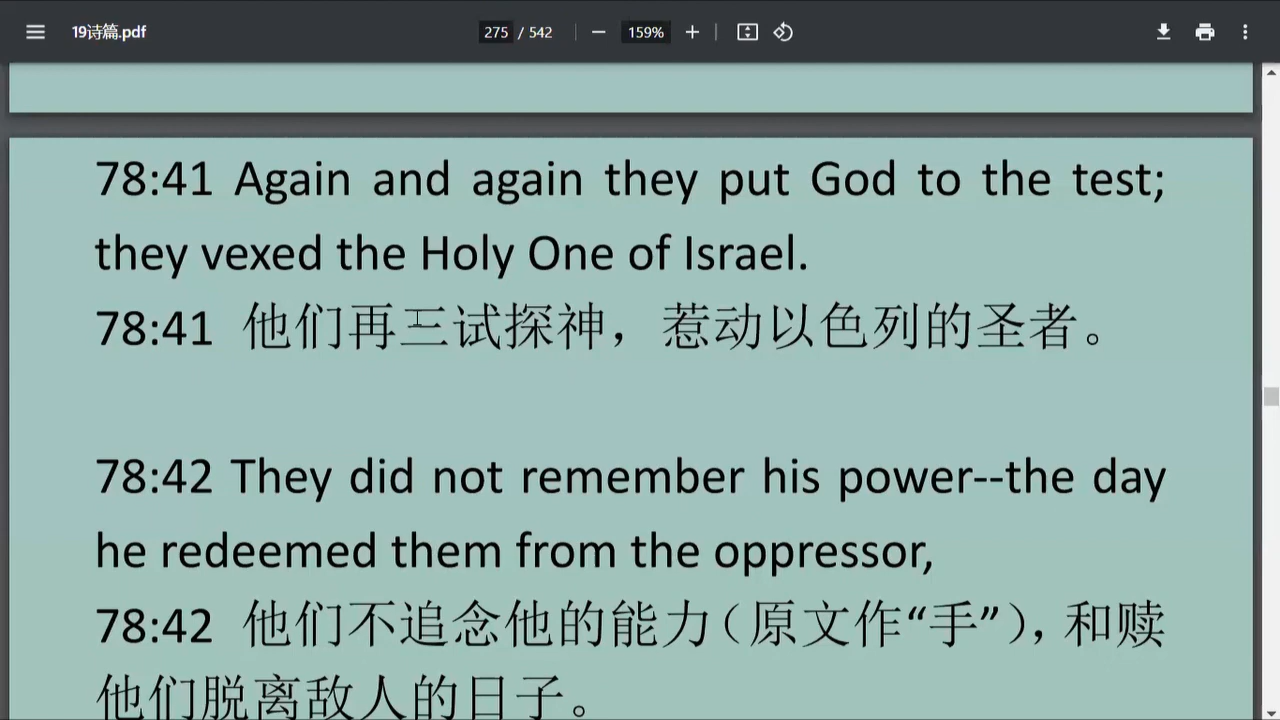 19诗篇.pdf
275 / 542
159%
78:41 Again and again they put God to the test;
they vexed the Holy One of Israel.
78:41 他们再三试探神，惹动以色列的圣者。
78:42 They did not remember his power--the day
he redeemed them from the oppressor,
78:42 他们不追念他的能力（原文作“手”），和赎
他们脱离敌人的日子。